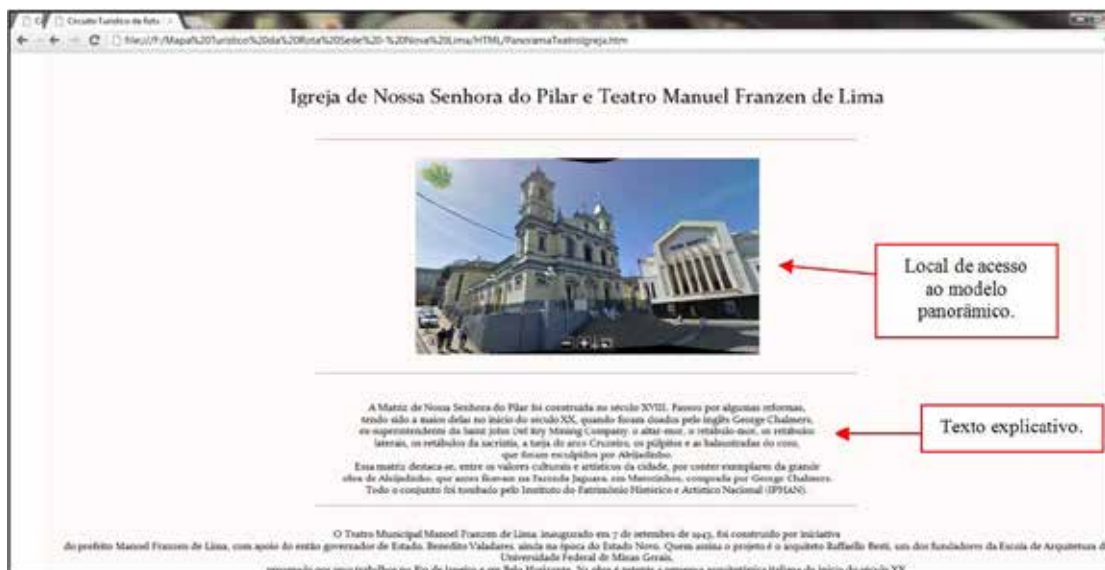 Circuito Turístico da Rota
file:///F:/Mapa%20Turistico%20da%20Rota%20Sede%20-%20Nova%20Lima/HTML/PanoramaTeatroIgreja.htm
Igreja de Nossa Senhora do Pilar e Teatro Manuel Franzen de Lima
Local de acesso
ao modelo
panorâmico.
A Matriz de Nossa Senhora do Pilar foi construída no século XVIII. Passou por algumas reformas,
tendo sido a maior delas no início do século XX, quando foram doados pelo inglês George Chalmers,
ex-superintendente da Saint John Del Rey Mining Company: o altar-mor, o retábulo-mor, os retábulos
laterais, os retábulos da sacristia, a tarja do arco Cruzeiro, os púlpitos e as balaustradas do coro,
que foram esculpidos por Aleijadinho.
Essa matriz destaca-se, entre os valores culturais e artísticos da cidade, por conter exemplares da grande
obra de Aleijadinho, que antes ficavam na Fazenda Jaguara, em Matozinhos, comprada por George Chalmers.
Todo o conjunto foi tombado pelo Instituto do Patrimônio Histórico e Artístico Nacional (IPHAN).
Texto explicativo.
O Teatro Municipal Manoel Franzen de Lima, inaugurado em 7 de setembro de 1943, foi construído por iniciativa
do prefeito Manoel Franzen de Lima, com apoio do então governador de Estado, Benedito Valadares, ainda na época do Estado Novo. Quem assina o projeto é o arquiteto Raffaello Berti, um dos fundadores da Escola de Arquitetura da
Universidade Federal de Minas Gerais,